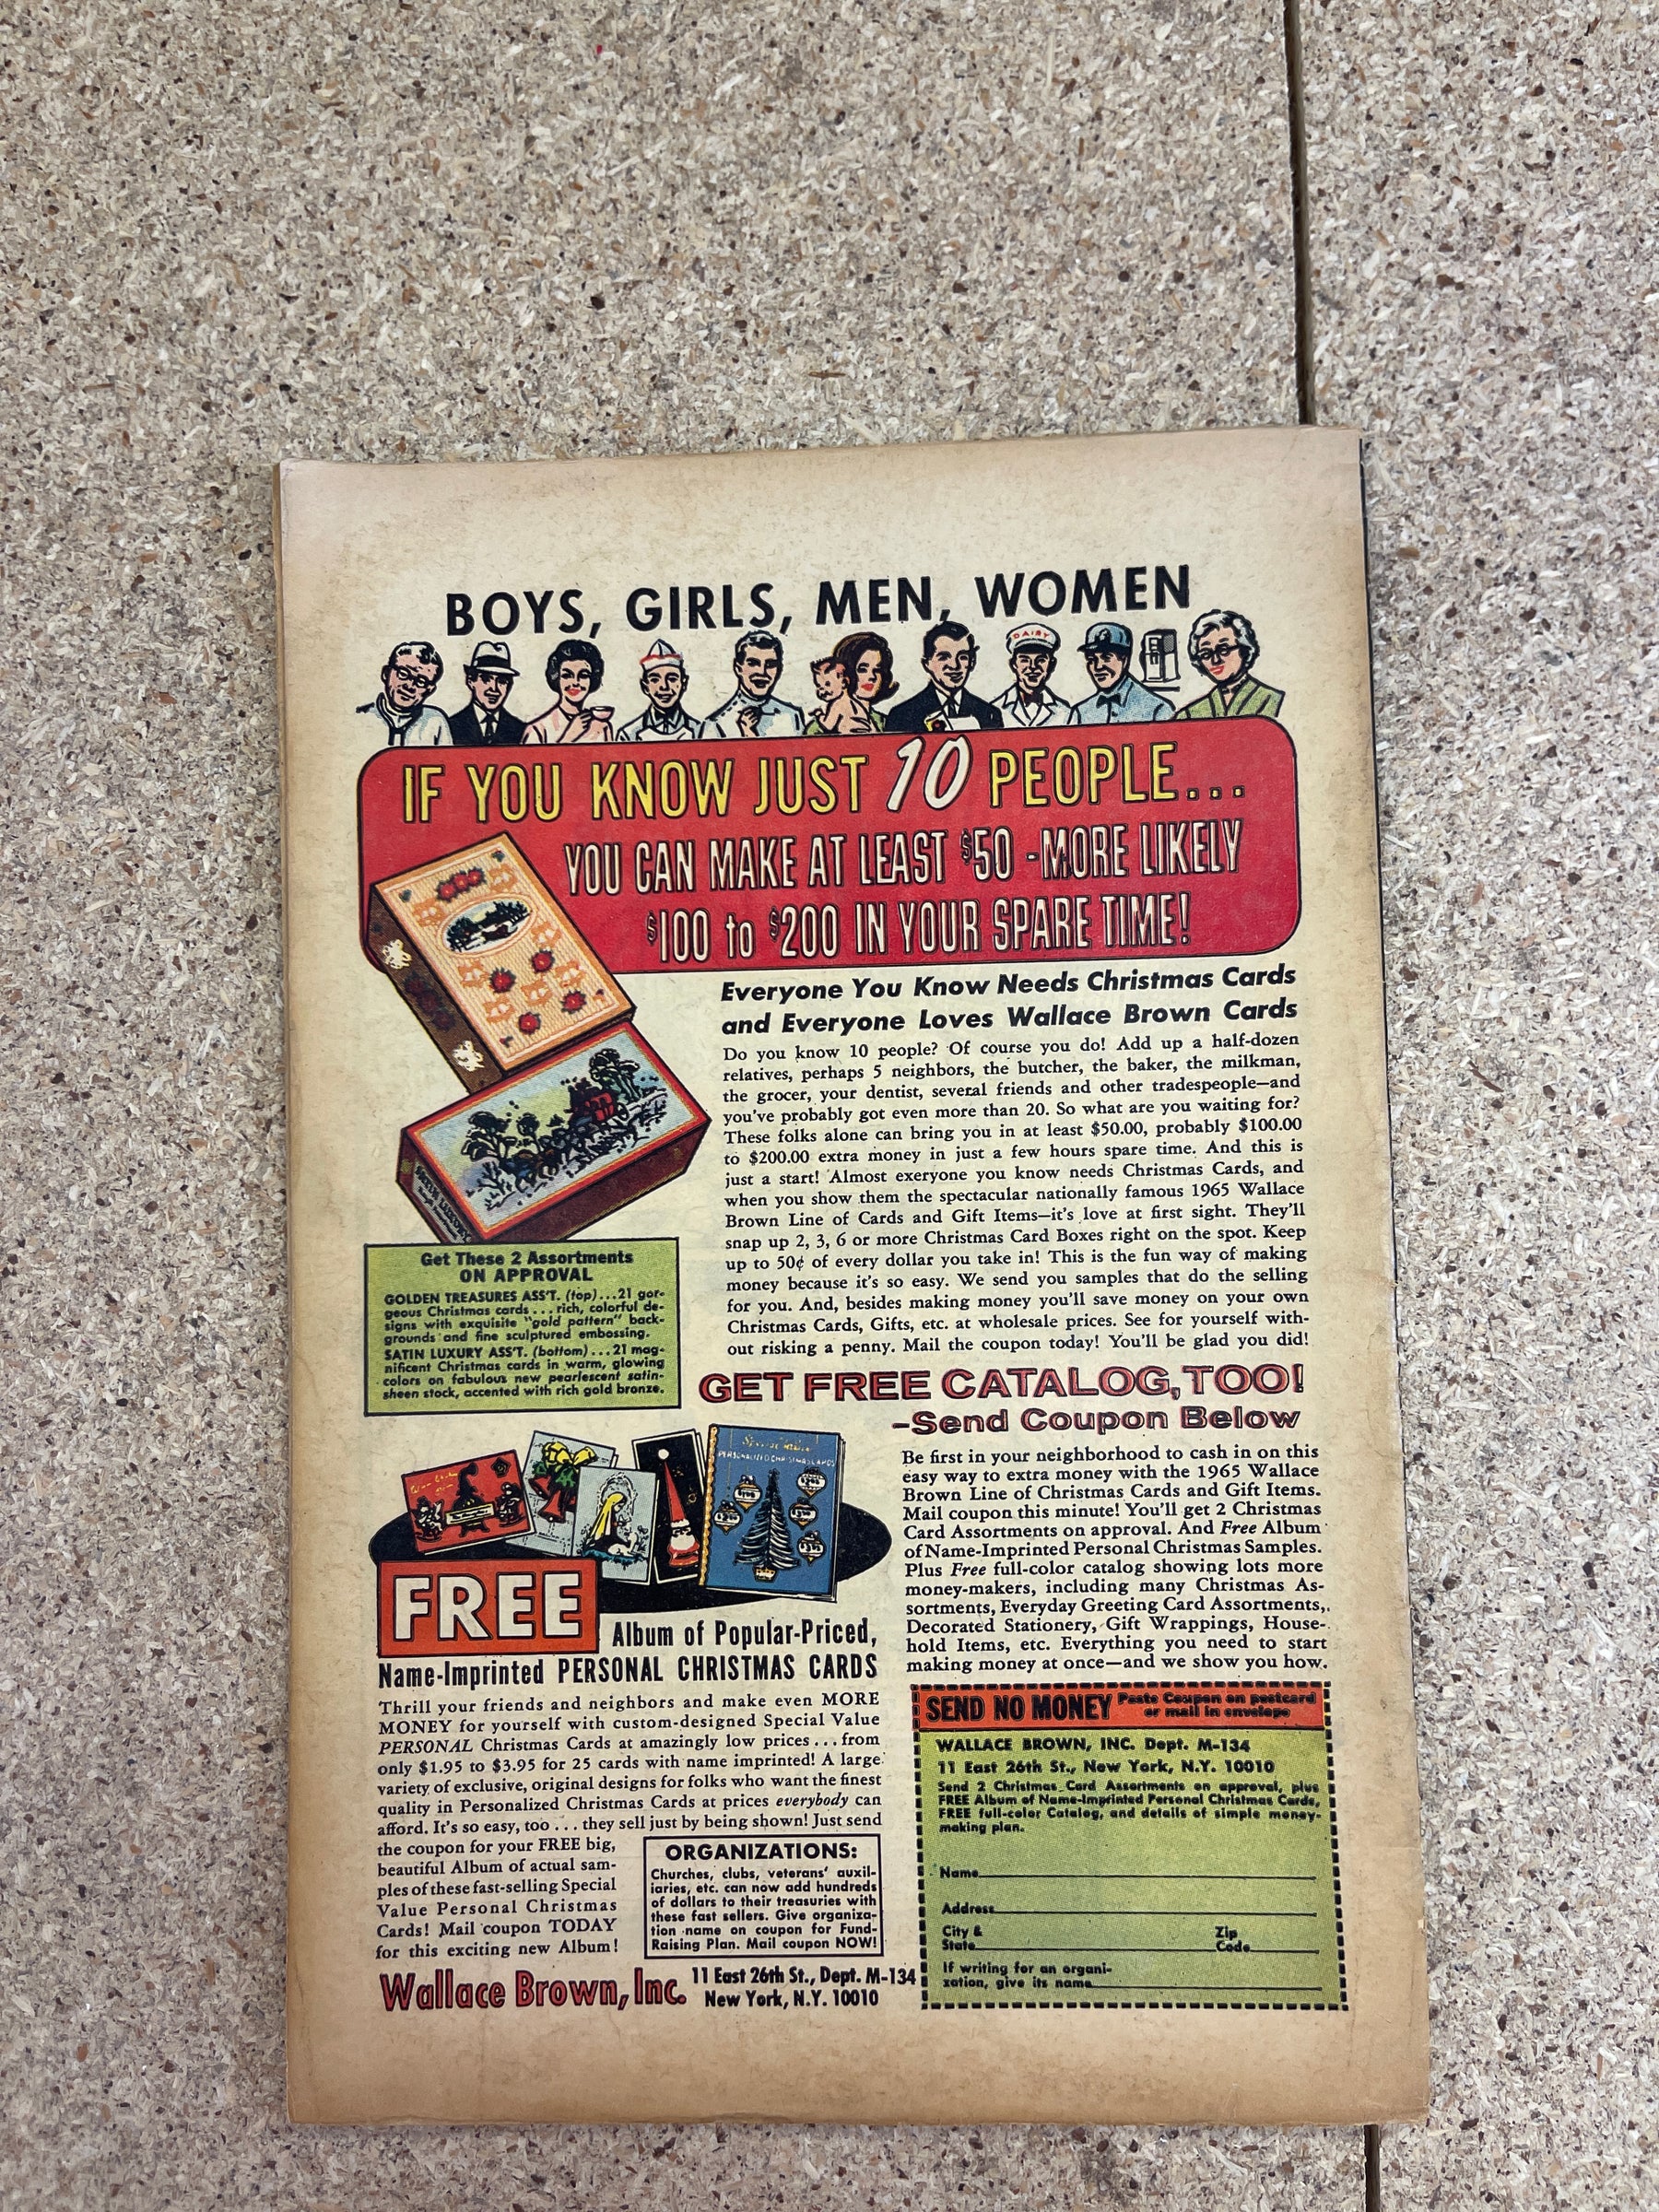 BOYS, GIRLS, MEN, WOMEN
DAIRY
IF YOU KNOW JUST 10 PEOPLE...
YOU CAN MAKE AT LEAST $50 - MORE LIKELY
$100 to $200 IN YOUR SPARE TIME!
Everyone You Know Needs Christmas Cards
and Everyone Loves Wallace Brown Cards
Do you know 10 people? Of course you do! Add up a half-dozen
relatives, perhaps 5 neighbors, the butcher, the baker, the milkman,
the grocer, your dentist, several friends and other tradespeople—and
you've probably got even more than 20. So what are you waiting for?
These folks alone can bring you in at least $50.00, probably $100.00
to $200.00 extra money in just a few hours spare time. And this is
just a start! Almost exeryone you know needs Christmas Cards, and
when you show them the spectacular nationally famous 1965 Wallace
Brown Line of Cards and Gift Items—it's love at first sight. They'll
snap up 2, 3, 6 or more Christmas Card Boxes right on the spot. Keep
up to 50¢ of every dollar you take in! This is the fun way of making
money because it's so easy. We send you samples that do the selling
for you. And, besides making money you'll save money on your own
Christmas Cards, Gifts, etc. at wholesale prices. See for yourself with-
out risking a penny. Mail the coupon today! You'll be glad you did!
SATIN LUXURY
Get These 2 Assortments
ON APPROVAL
GOLDEN TREASURES ASS'T. (top)...21 gor-
geous Christmas cards...rich, colorful de-
signs with exquisite "gold pattern" back-
grounds and fine sculptured embossing.
SATIN LUXURY ASS'T. (bottom)...21 mag-
nificent Christmas cards in warm, glowing
colors on fabulous new pearlescent satin-
sheen stock, accented with rich gold bronze.
GET FREE CATALOG, TOO!
-Send Coupon Below
Be first in your neighborhood to cash in on this
easy way to extra money with the 1965 Wallace
Brown Line of Christmas Cards and Gift Items.
Mail coupon this minute! You'll get 2 Christmas
Card Assortments on approval. And Free Album
of Name-Imprinted Personal Christmas Samples.
Plus Free full-color catalog showing lots more
money-makers, including many Christmas As-
sortments, Everyday Greeting Card Assortments,
Decorated Stationery, Gift Wrappings, House-
hold Items, etc. Everything you need to start
making money at once—and we show you how.
PERSONALIZED CHRISTMAS CARDS
FREE
Album of Popular-Priced,
Name-Imprinted PERSONAL CHRISTMAS CARDS
Thrill your friends and neighbors and make even MORE
MONEY for yourself with custom-designed Special Value
PERSONAL Christmas Cards at amazingly low prices...from
only $1.95 to $3.95 for 25 cards with name imprinted! A large
variety of exclusive, original designs for folks who want the finest
quality in Personalized Christmas Cards at prices everybody can
afford. It's so easy, too...they sell just by being shown! Just send
the coupon for your FREE big,
beautiful Album of actual sam-
ples of these fast-selling Special
Value Personal Christmas
Cards! Mail coupon TODAY
for this exciting new Album!
ORGANIZATIONS:
Churches, clubs, veterans' auxil-
iaries, etc. can now add hundreds
of dollars to their treasuries with
these fast sellers. Give organiza-
tion name on coupon for Fund-
Raising Plan. Mail coupon NOW!
Wallace Brown, Inc. 11 East 26th St., Dept. M-134
New York, N.Y. 10010
SEND NO MONEY Paste Coupon on postcard
or mail in envelope
WALLACE BROWN, INC. Dept. M-134
11 East 26th St., New York, N.Y. 10010
Send 2 Christmas Card Assortments on approval, plus
FREE Album of Name-Imprinted Personal Christmas Cards,
FREE full-color Catalog, and details of simple money-
making plan.
Name
Address
City & Zip
State Code
If writing for an organi-
zation, give its name